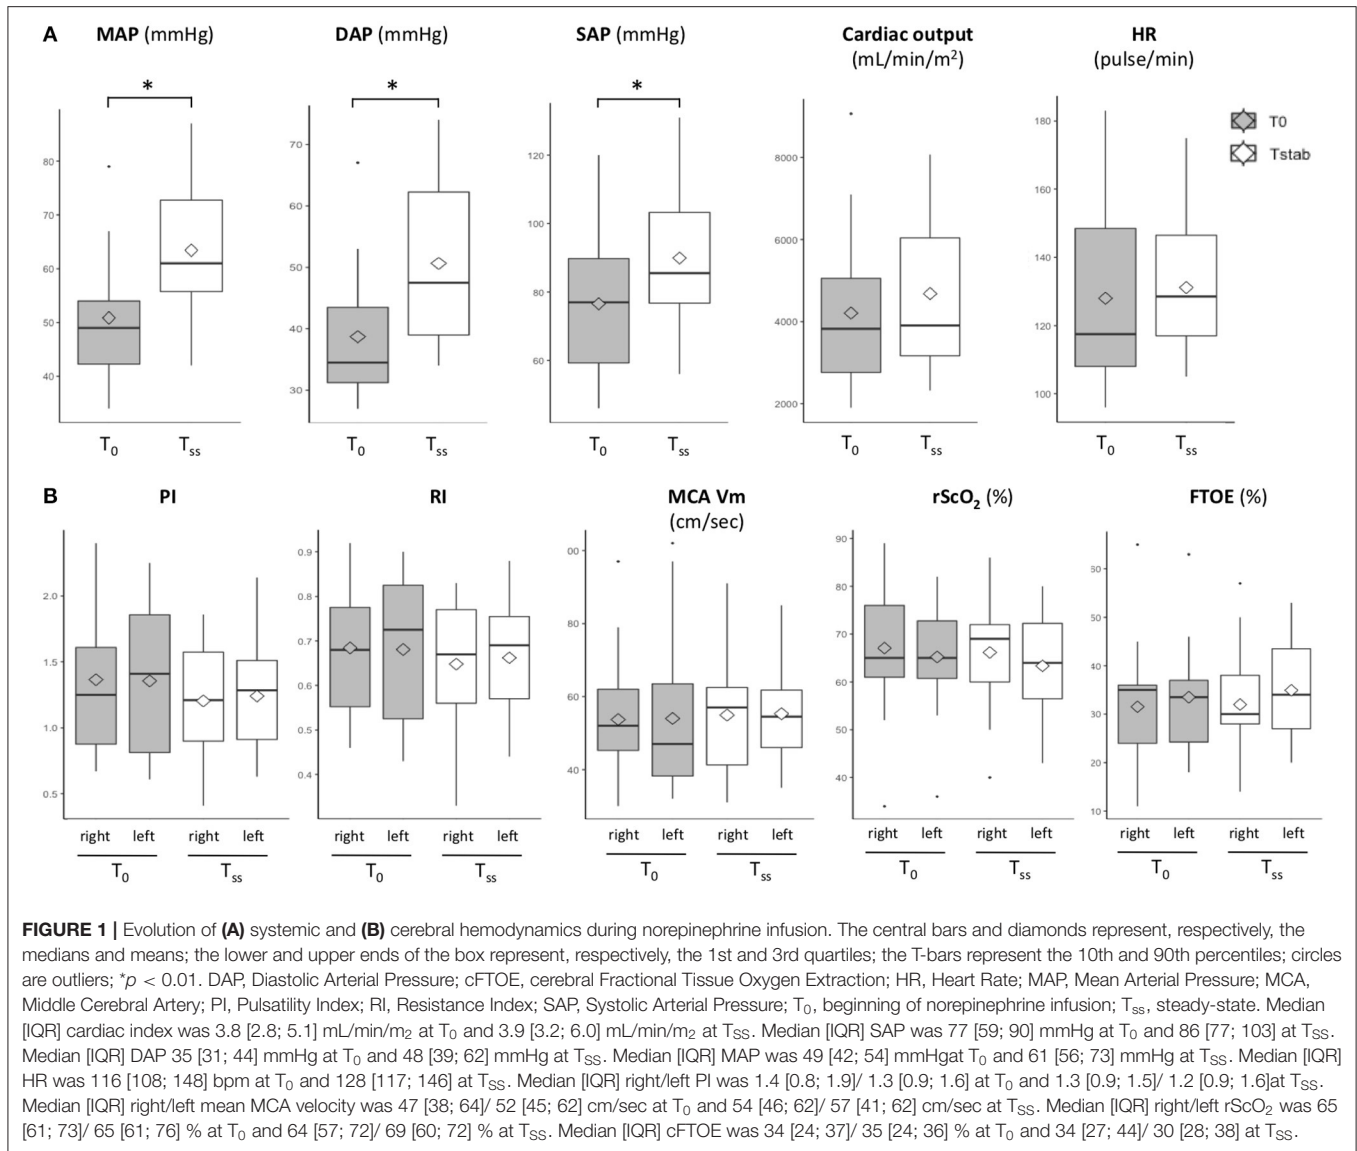 A MAP (mmHg) DAP (mmHg) SAP (mmHg) Cardiac output HR
(mL/min/m²) (pulse/min)
* * *
80
70
60
50
40
70
60
50
40
30
120
100
80
60
8000
6000
4000
2000
180
160
140
120
100
T0
Tstab
T₀ Tss T₀ Tss T₀ Tss T₀ Tss T₀ Tss
B PI RI MCA Vm rScO₂ (%) FTOE (%)
(cm/sec)
2.0
1.5
1.0
0.5
0.9
0.8
0.7
0.6
0.5
0.4
00
80
60
40
90
80
70
60
50
40
60
50
40
30
20
10
right left right left right left right left right left right left right left right left right left right left
T₀ Tss T₀ Tss T₀ Tss T₀ Tss T₀ Tss
FIGURE 1 | Evolution of (A) systemic and (B) cerebral hemodynamics during norepinephrine infusion. The central bars and diamonds represent, respectively, the
medians and means; the lower and upper ends of the box represent, respectively, the 1st and 3rd quartiles; the T-bars represent the 10th and 90th percentiles; circles
are outliers; *p < 0.01. DAP, Diastolic Arterial Pressure; cFTOE, cerebral Fractional Tissue Oxygen Extraction; HR, Heart Rate; MAP, Mean Arterial Pressure; MCA,
Middle Cerebral Artery; PI, Pulsatility Index; RI, Resistance Index; SAP, Systolic Arterial Pressure; T₀, beginning of norepinephrine infusion; Tss, steady-state. Median
[IQR] cardiac index was 3.8 [2.8; 5.1] mL/min/m₂ at T₀ and 3.9 [3.2; 6.0] mL/min/m₂ at TSS. Median [IQR] SAP was 77 [59; 90] mmHg at T₀ and 86 [77; 103] at TSS.
Median [IQR] DAP 35 [31; 44] mmHg at T₀ and 48 [39; 62] mmHg at TSS. Median [IQR] MAP was 49 [42; 54] mmHgat T₀ and 61 [56; 73] mmHg at TSS. Median [IQR]
HR was 116 [108; 148] bpm at T₀ and 128 [117; 146] at TSS. Median [IQR] right/left PI was 1.4 [0.8; 1.9]/ 1.3 [0.9; 1.6] at T₀ and 1.3 [0.9; 1.5]/ 1.2 [0.9; 1.6]at TSS.
Median [IQR] right/left mean MCA velocity was 47 [38; 64]/ 52 [45; 62] cm/sec at T₀ and 54 [46; 62]/ 57 [41; 62] cm/sec at TSS. Median [IQR] right/left rScO₂ was 65
[61; 73]/ 65 [61; 76] % at T₀ and 64 [57; 72]/ 69 [60; 72] % at TSS. Median [IQR] cFTOE was 34 [24; 37]/ 35 [24; 36] % at T₀ and 34 [27; 44]/ 30 [28; 38] at TSS.